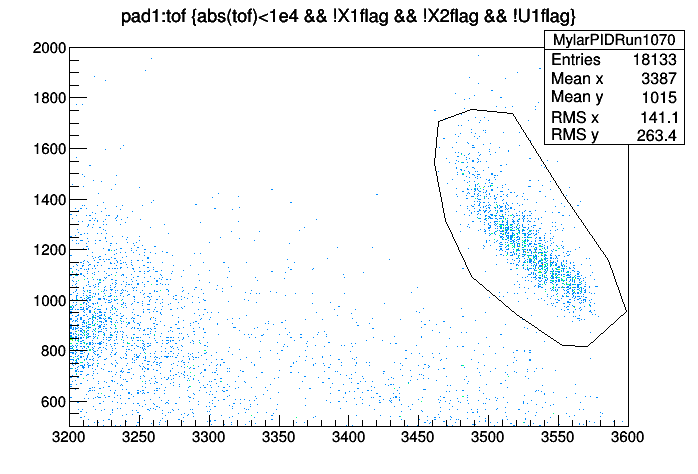 pad1:tof {abs(tof)<1e4 && !X1flag && !X2flag && !U1flag}
MylarPIDRun1070
Entries 18133
Mean x 3387
Mean y 1015
RMS x 141.1
RMS y 263.4
2000
1800
1600
1400
1200
1000
800
600
3200 3250 3300 3350 3400 3450 3500 3550 3600